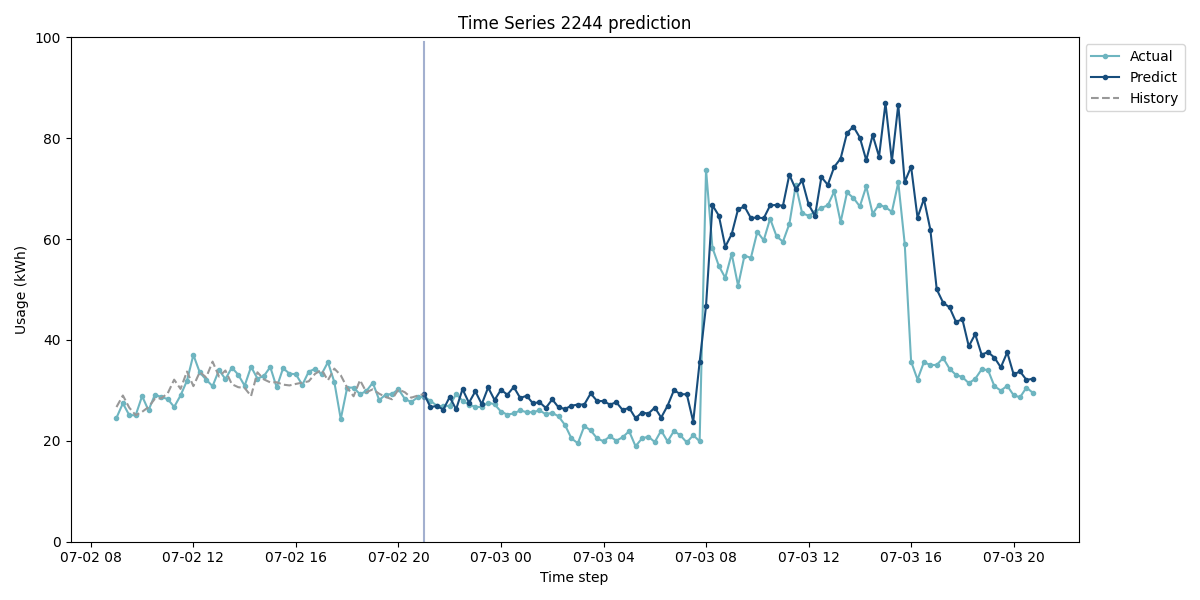 Time Series 2244 prediction
Usage (kWh)
100
80
60
40
20
0
07-02 08
07-02 12
07-02 16
07-02 20
07-03 00
07-03 04
07-03 08
07-03 12
07-03 16
07-03 20
Time step
Actual
Predict
History